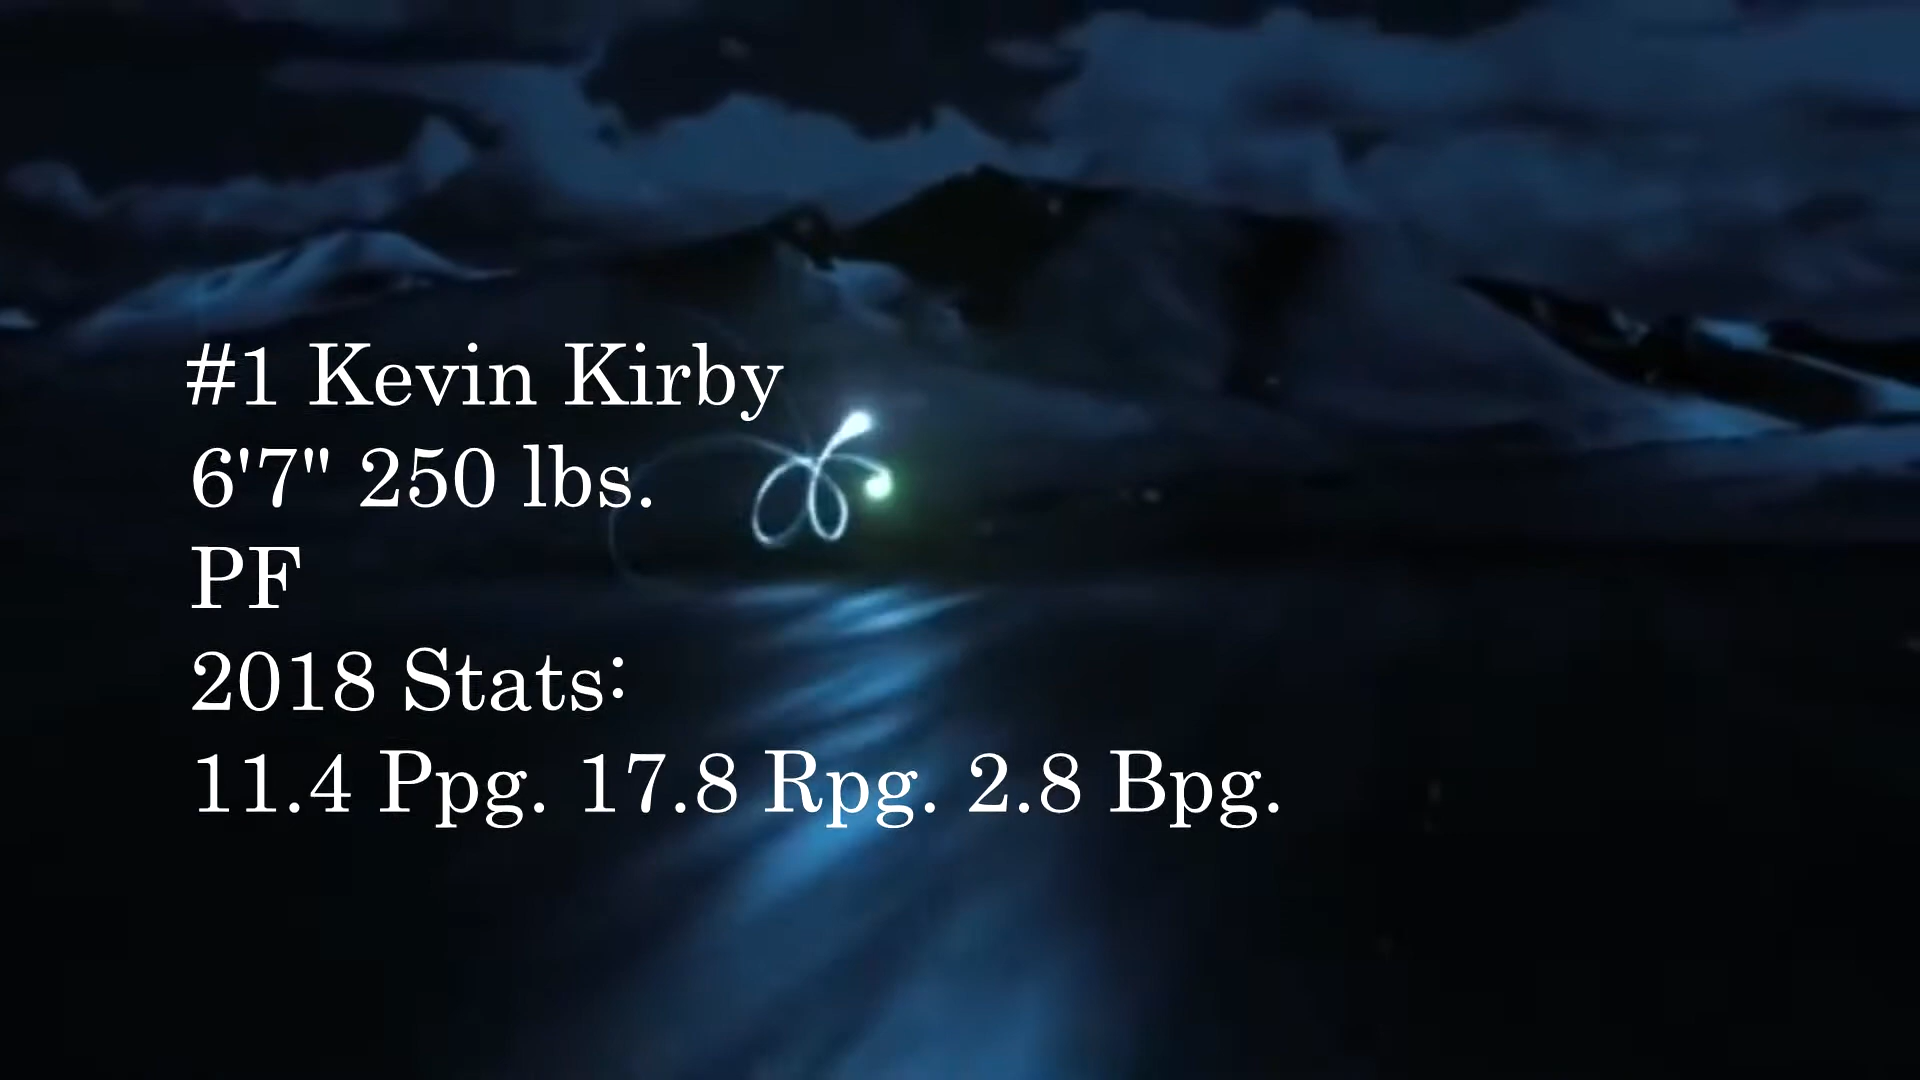 #1 Kevin Kirby
6'7" 250 lbs.
PF
2018 Stats:
11.4 Ppg. 17.8 Rpg. 2.8 Bpg.